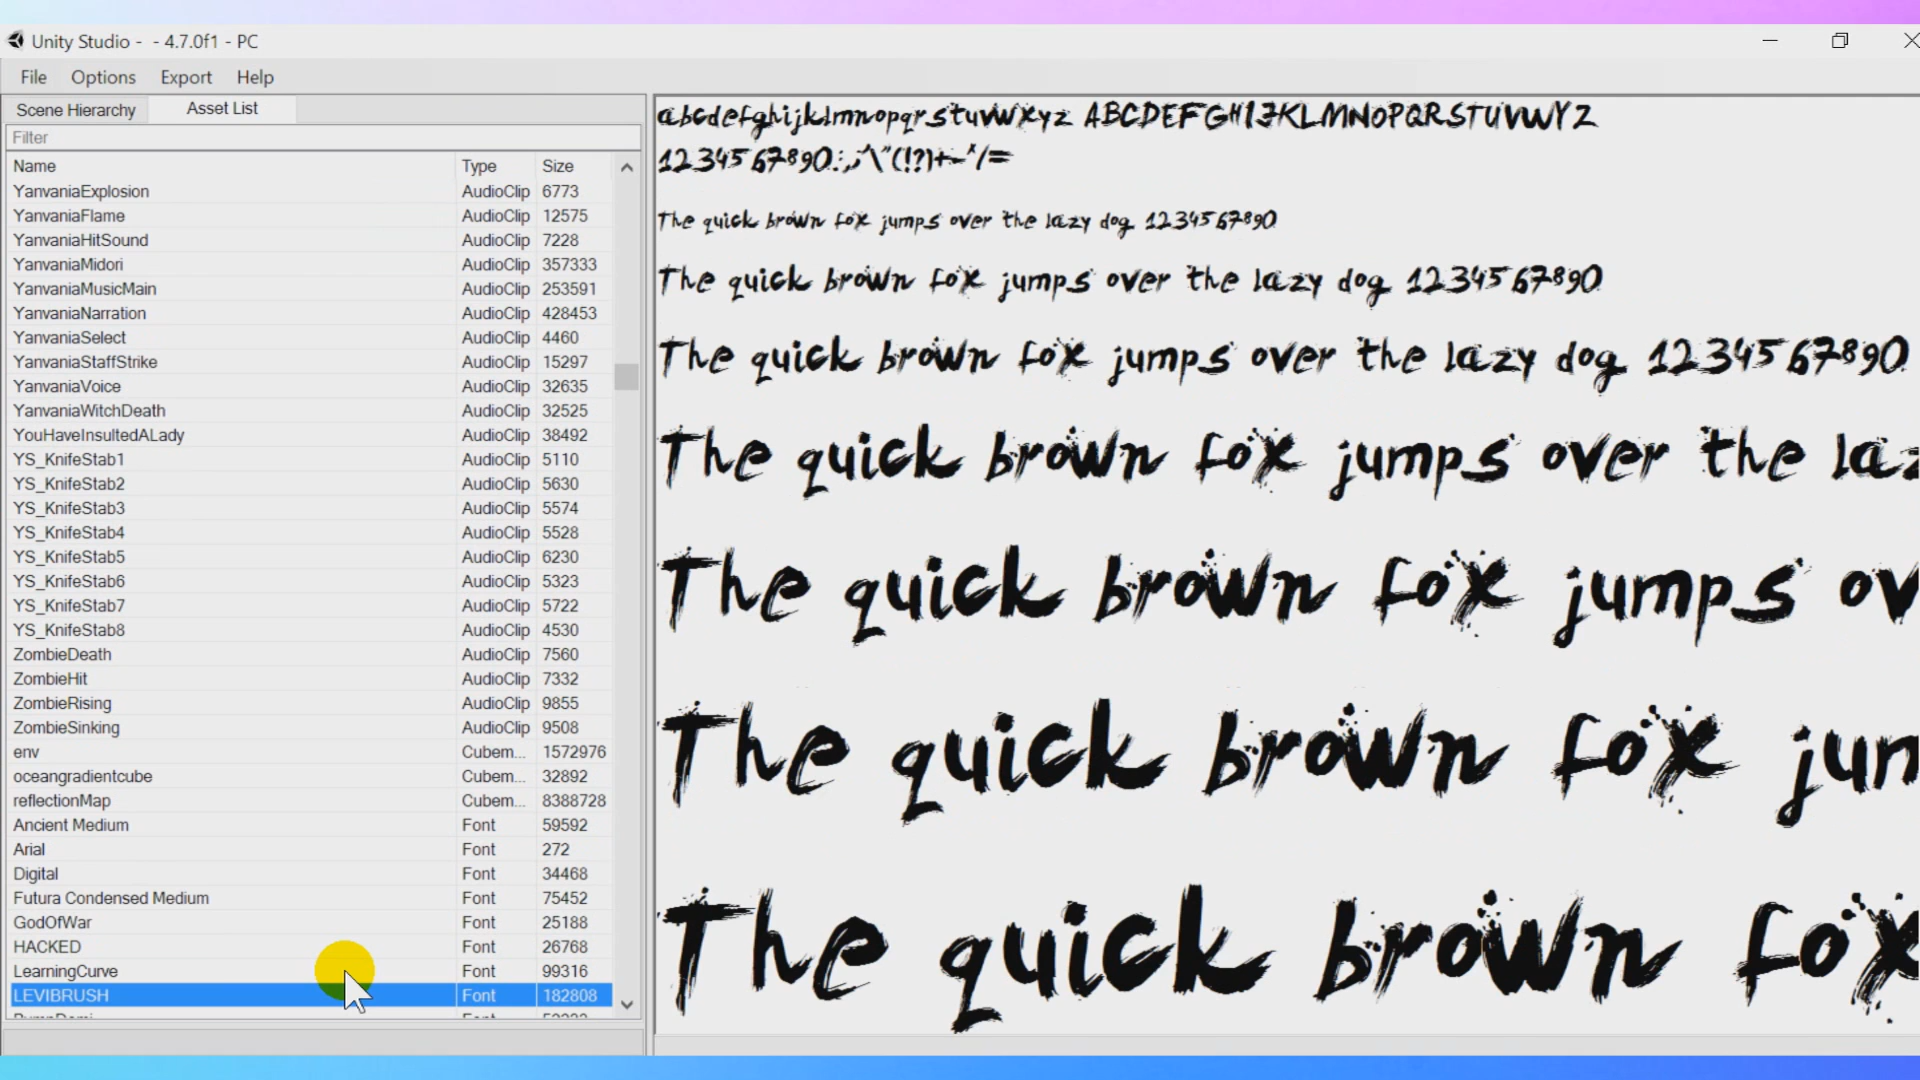 Unity Studio - - 4.7.0f1 - PC
File Options Export Help
Scene Hierarchy Asset List
Filter
Name Type Size
YanvaniaExplosion AudioClip 6773
YanvaniaFlame AudioClip 12575
YanvaniaHitSound AudioClip 7228
YanvaniaMidori AudioClip 357333
YanvaniaMusicMain AudioClip 253591
YanvaniaNarration AudioClip 428453
YanvaniaSelect AudioClip 4460
YanvaniaStaffStrike AudioClip 15297
YanvaniaVoice AudioClip 32635
YanvaniaWitchDeath AudioClip 32525
YouHaveInsultedALady AudioClip 38492
YS_KnifeStab1 AudioClip 5110
YS_KnifeStab2 AudioClip 5630
YS_KnifeStab3 AudioClip 5574
YS_KnifeStab4 AudioClip 5528
YS_KnifeStab5 AudioClip 6230
YS_KnifeStab6 AudioClip 5323
YS_KnifeStab7 AudioClip 5722
YS_KnifeStab8 AudioClip 4530
ZombieDeath AudioClip 7560
ZombieHit AudioClip 7332
ZombieRising AudioClip 9855
ZombieSinking AudioClip 9508
env Cubem... 1572976
oceangradientcube Cubem... 32892
reflectionMap Cubem... 8388728
Ancient Medium Font 59592
Arial Font 272
Digital Font 34468
Futura Condensed Medium Font 75452
GodOfWar Font 25188
HACKED Font 26768
LearningCurve Font 99316
LEVIBRUSH Font 182808
abcdefghijklmnopqrstuvwxyz ABCDEFGHIJKLMNOPQRSTUVWYZ
1234567890.:,;'\"(!?)+-*/=
The quick brown fox jumps over the lazy dog 1234567890
The quick brown fox jumps over the lazy dog 1234567890
The quick brown fox jumps over the lazy dog 1234567890
The quick brown fox jumps over the laz
The quick brown fox jumps ov
The quick brown fox jum
The quick brown fox